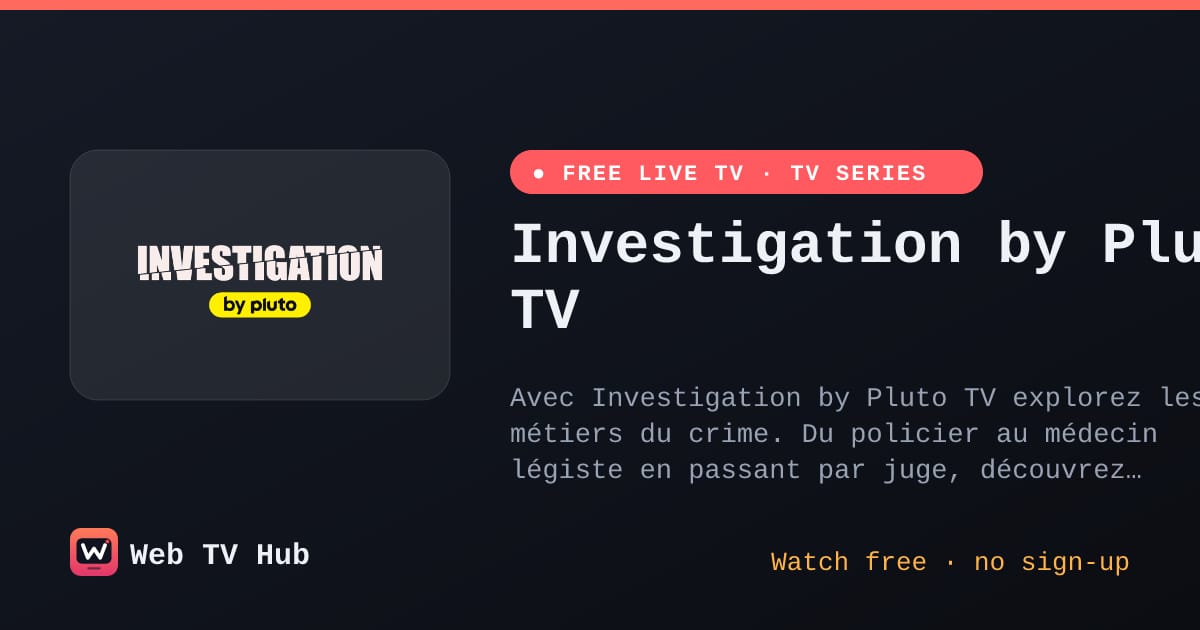 INVESTIGATION
by pluto
● FREE LIVE TV · TV SERIES
Investigation by Plu
TV
Avec Investigation by Pluto TV explorez les
métiers du crime. Du policier au médecin
légiste en passant par juge, découvrez…
W
Web TV Hub
Watch free · no sign-up